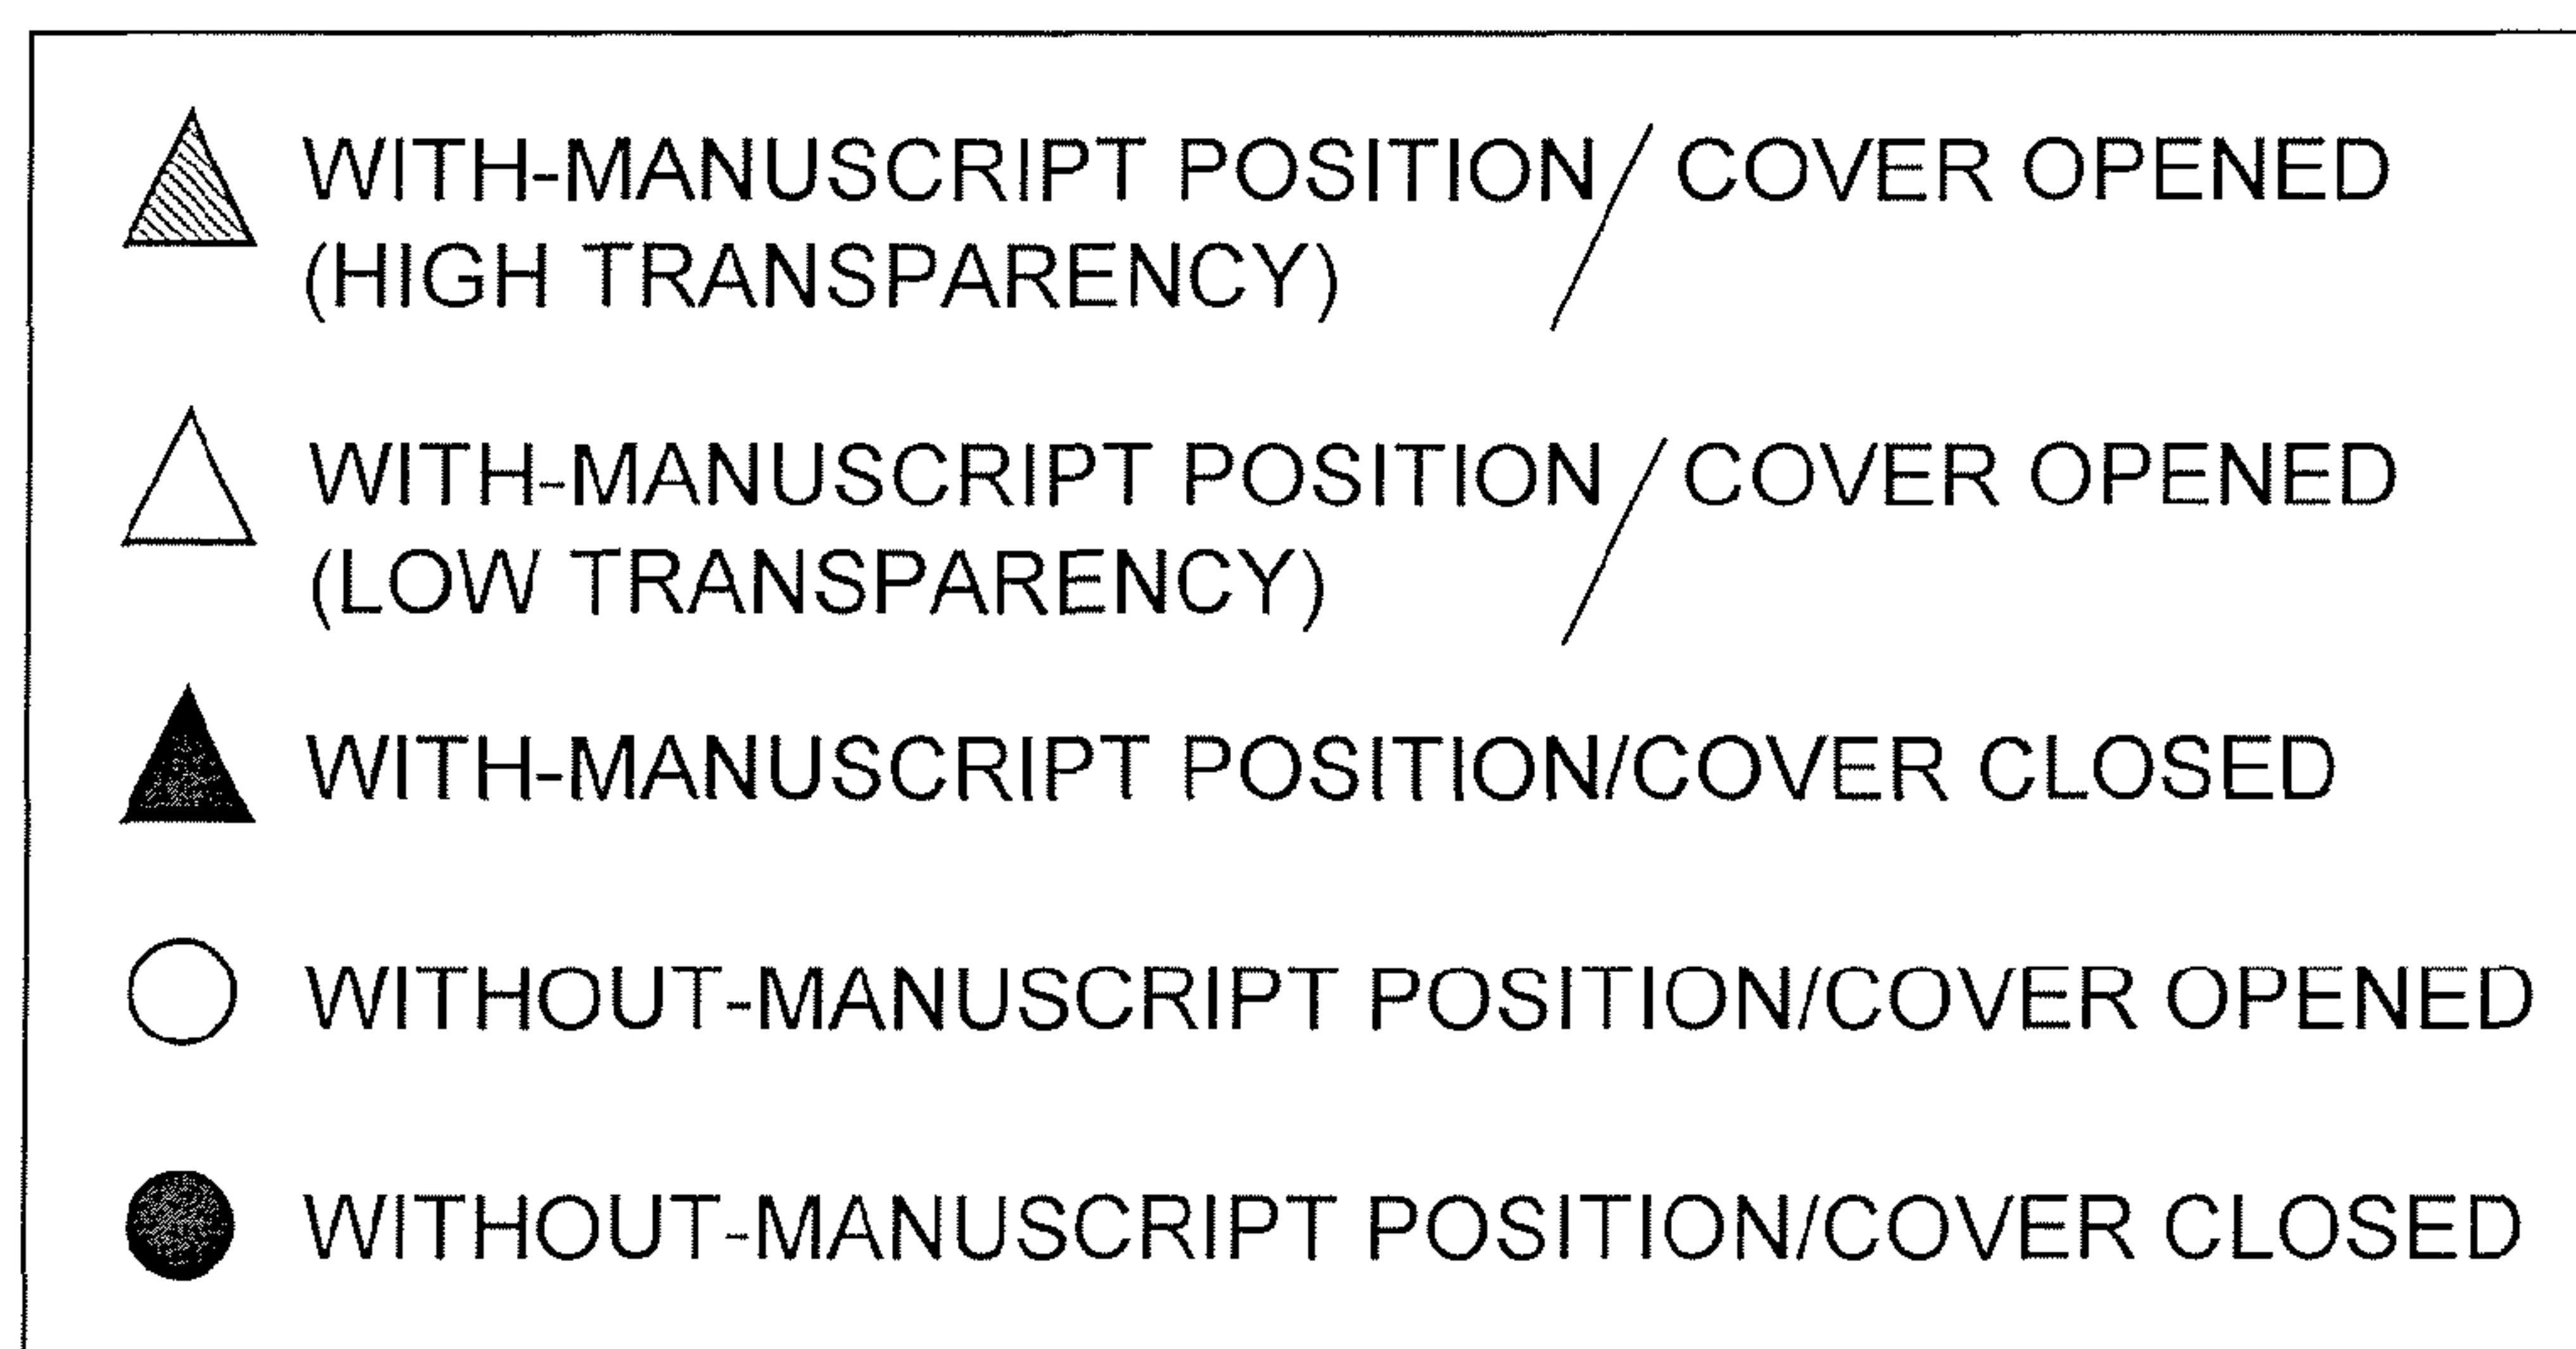 WITH-MANUSCRIPT POSITION / COVER OPENED
(HIGH TRANSPARENCY)
WITH-MANUSCRIPT POSITION / COVER OPENED
(LOW TRANSPARENCY)
WITH-MANUSCRIPT POSITION/COVER CLOSED
WITHOUT-MANUSCRIPT POSITION/COVER OPENED
WITHOUT-MANUSCRIPT POSITION/COVER CLOSED